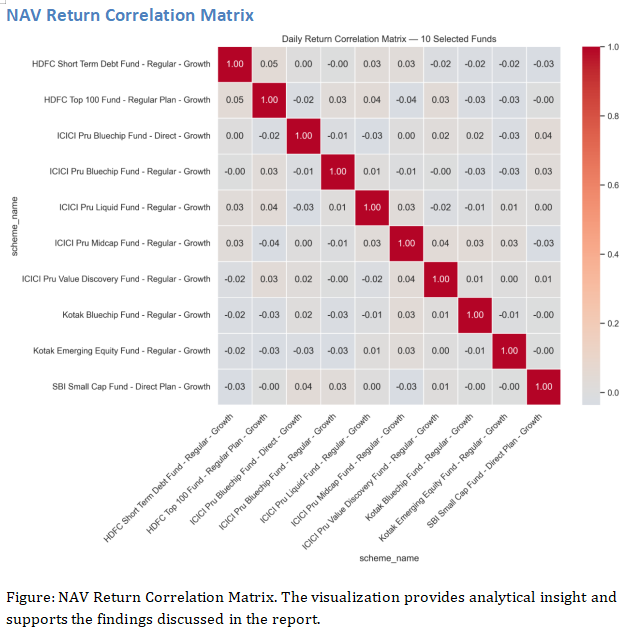 NAV Return Correlation Matrix
Daily Return Correlation Matrix — 10 Selected Funds
HDFC Short Term Debt Fund - Regular - Growth 1.00 0.05 0.00 -0.00 0.03 0.03 -0.02 -0.02 -0.02 -0.03
HDFC Top 100 Fund - Regular Plan - Growth 0.05 1.00 -0.02 0.03 0.04 -0.04 0.03 -0.03 -0.03 -0.00
ICICI Pru Bluechip Fund - Direct - Growth 0.00 -0.02 1.00 -0.01 -0.03 0.00 0.02 0.02 -0.03 0.04
ICICI Pru Bluechip Fund - Regular - Growth -0.00 0.03 -0.01 1.00 0.01 -0.01 -0.00 -0.03 -0.03 0.03
ICICI Pru Liquid Fund - Regular - Growth 0.03 0.04 -0.03 0.01 1.00 0.03 -0.02 -0.01 0.01 0.00
ICICI Pru Midcap Fund - Regular - Growth 0.03 -0.04 0.00 -0.01 0.03 1.00 0.04 0.03 0.03 -0.03
ICICI Pru Value Discovery Fund - Regular - Growth -0.02 0.03 0.02 -0.00 -0.02 0.04 1.00 0.01 0.00 0.01
Kotak Bluechip Fund - Regular - Growth -0.02 -0.03 0.02 -0.03 -0.01 0.03 0.01 1.00 -0.01 -0.00
Kotak Emerging Equity Fund - Regular - Growth -0.02 -0.03 -0.03 -0.03 0.01 0.03 0.00 -0.01 1.00 -0.00
SBI Small Cap Fund - Direct Plan - Growth -0.03 -0.00 0.04 0.03 0.00 -0.03 0.01 -0.00 -0.00 1.00
scheme_name
1.0
0.8
0.6
0.4
0.2
0.0
HDFC Short Term Debt Fund - Regular - Growth
HDFC Top 100 Fund - Regular Plan - Growth
ICICI Pru Bluechip Fund - Direct - Growth
ICICI Pru Bluechip Fund - Regular - Growth
ICICI Pru Liquid Fund - Regular - Growth
ICICI Pru Midcap Fund - Regular - Growth
ICICI Pru Value Discovery Fund - Regular - Growth
Kotak Bluechip Fund - Regular - Growth
Kotak Emerging Equity Fund - Regular - Growth
SBI Small Cap Fund - Direct Plan - Growth
scheme_name
Figure: NAV Return Correlation Matrix. The visualization provides analytical insight and
supports the findings discussed in the report.